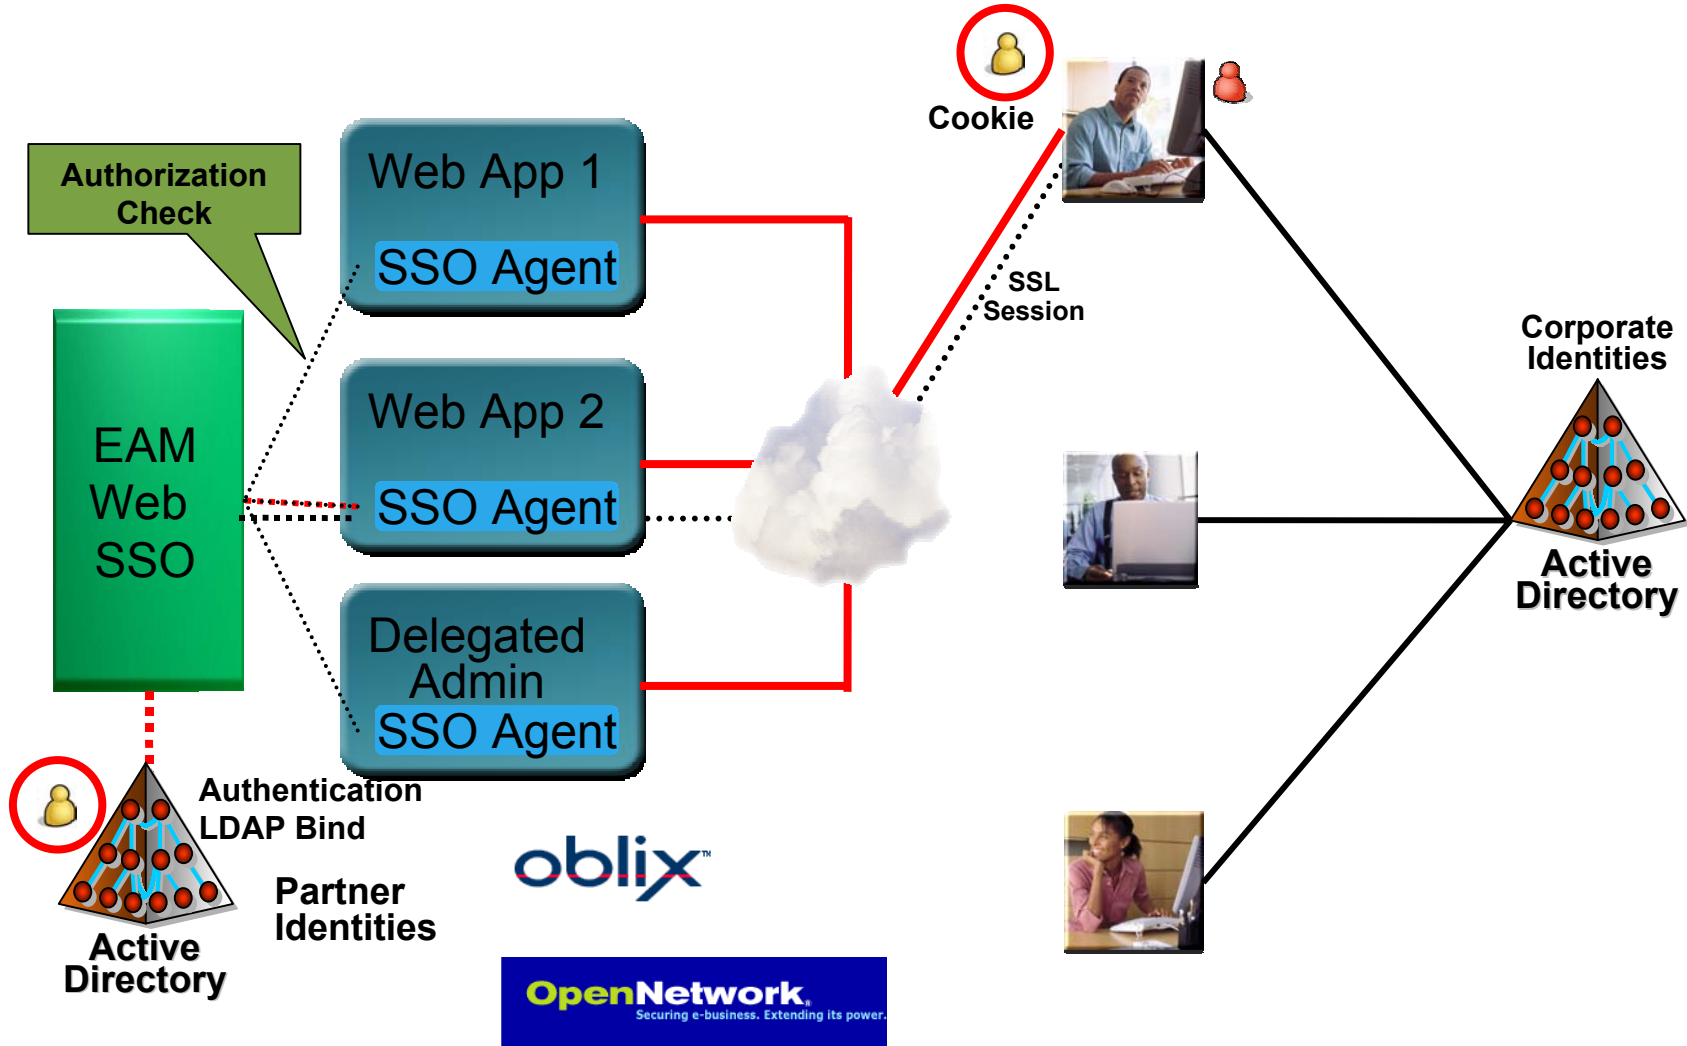 Cookie
Authorization
Check
Web App 1
SSO Agent
SSL
Session
Corporate
Identities
Web App 2
SSO Agent
EAM
Web
SSO
Active
Directory
Delegated
Admin
SSO Agent
Authentication
LDAP Bind
Partner
Identities
Active
Directory
oblix™
OpenNetwork®
Securing e-business. Extending its power.